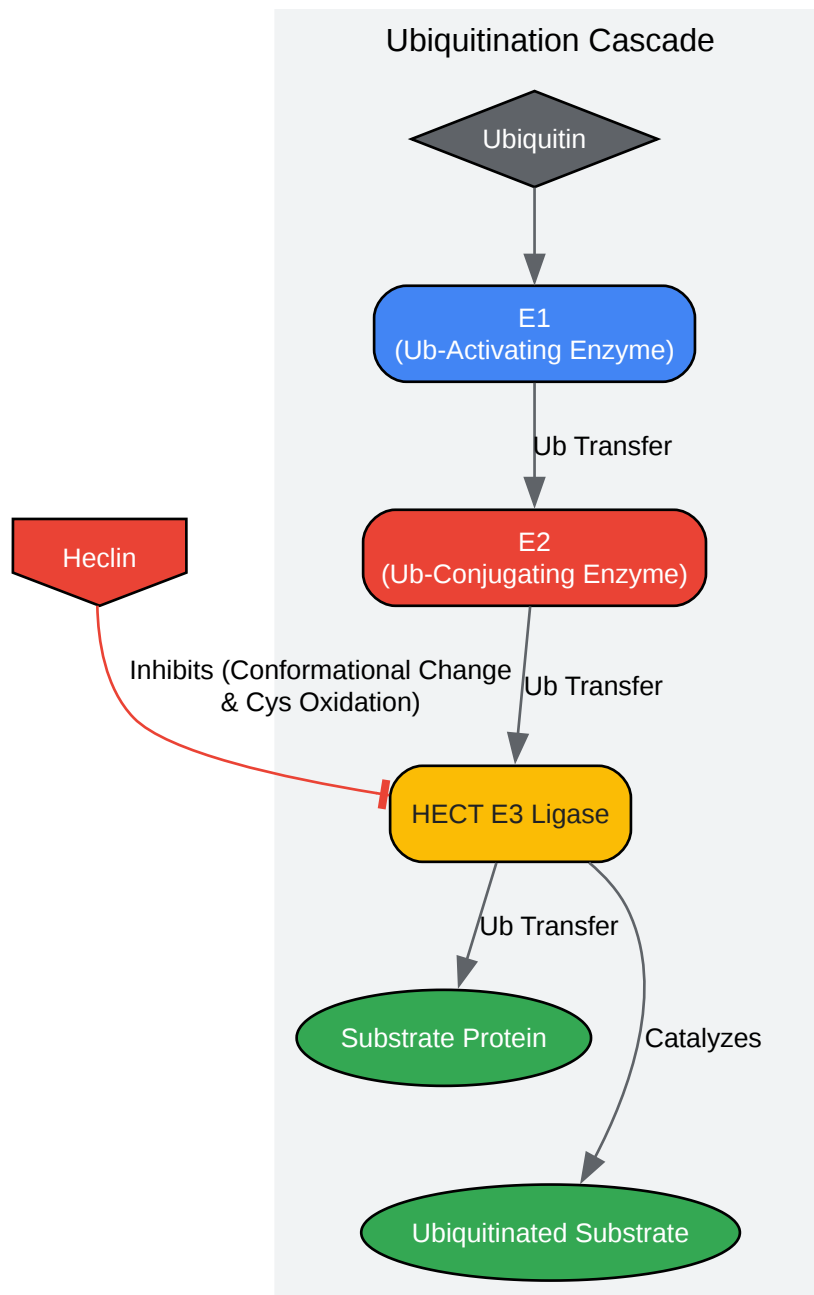 Ubiquitination Cascade
Ubiquitin
E1
(Ub-Activating Enzyme)
Ub Transfer
E2
(Ub-Conjugating Enzyme)
Heclin
Inhibits (Conformational Change
& Cys Oxidation)
Ub Transfer
HECT E3 Ligase
Ub Transfer
Substrate Protein
Catalyzes
Ubiquitinated Substrate